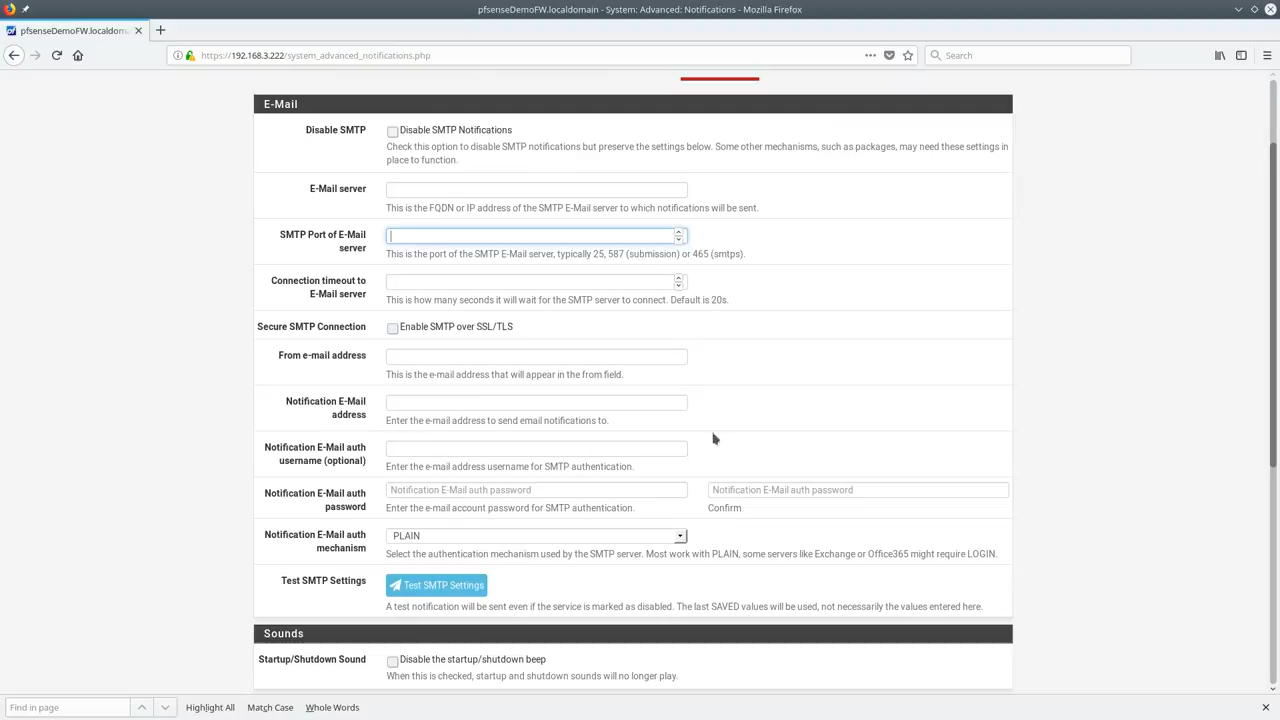 pfsenseDemoFW.localdomain - System: Advanced: Notifications - Mozilla Firefox
pfsenseDemoFW.localdom
https://192.168.3.222/system_advanced_notifications.php
Search
E-Mail
Disable SMTP
Disable SMTP Notifications
Check this option to disable SMTP notifications but preserve the settings below. Some other mechanisms, such as packages, may need these settings in
place to function.
E-Mail server
This is the FQDN or IP address of the SMTP E-Mail server to which notifications will be sent.
SMTP Port of E-Mail
server
This is the port of the SMTP E-Mail server, typically 25, 587 (submission) or 465 (smtps).
Connection timeout to
E-Mail server
This is how many seconds it will wait for the SMTP server to connect. Default is 20s.
Secure SMTP Connection
Enable SMTP over SSL/TLS
From e-mail address
This is the e-mail address that will appear in the from field.
Notification E-Mail
address
Enter the e-mail address to send email notifications to.
Notification E-Mail auth
username (optional)
Enter the e-mail address username for SMTP authentication.
Notification E-Mail auth
password
Notification E-Mail auth password
Notification E-Mail auth password
Enter the e-mail account password for SMTP authentication.
Confirm
Notification E-Mail auth
mechanism
PLAIN
Select the authentication mechanism used by the SMTP server. Most work with PLAIN, some servers like Exchange or Office365 might require LOGIN.
Test SMTP Settings
Test SMTP Settings
A test notification will be sent even if the service is marked as disabled. The last SAVED values will be used, not necessarily the values entered here.
Sounds
Startup/Shutdown Sound
Disable the startup/shutdown beep
When this is checked, startup and shutdown sounds will no longer play.
Find in page
Highlight All
Match Case
Whole Words